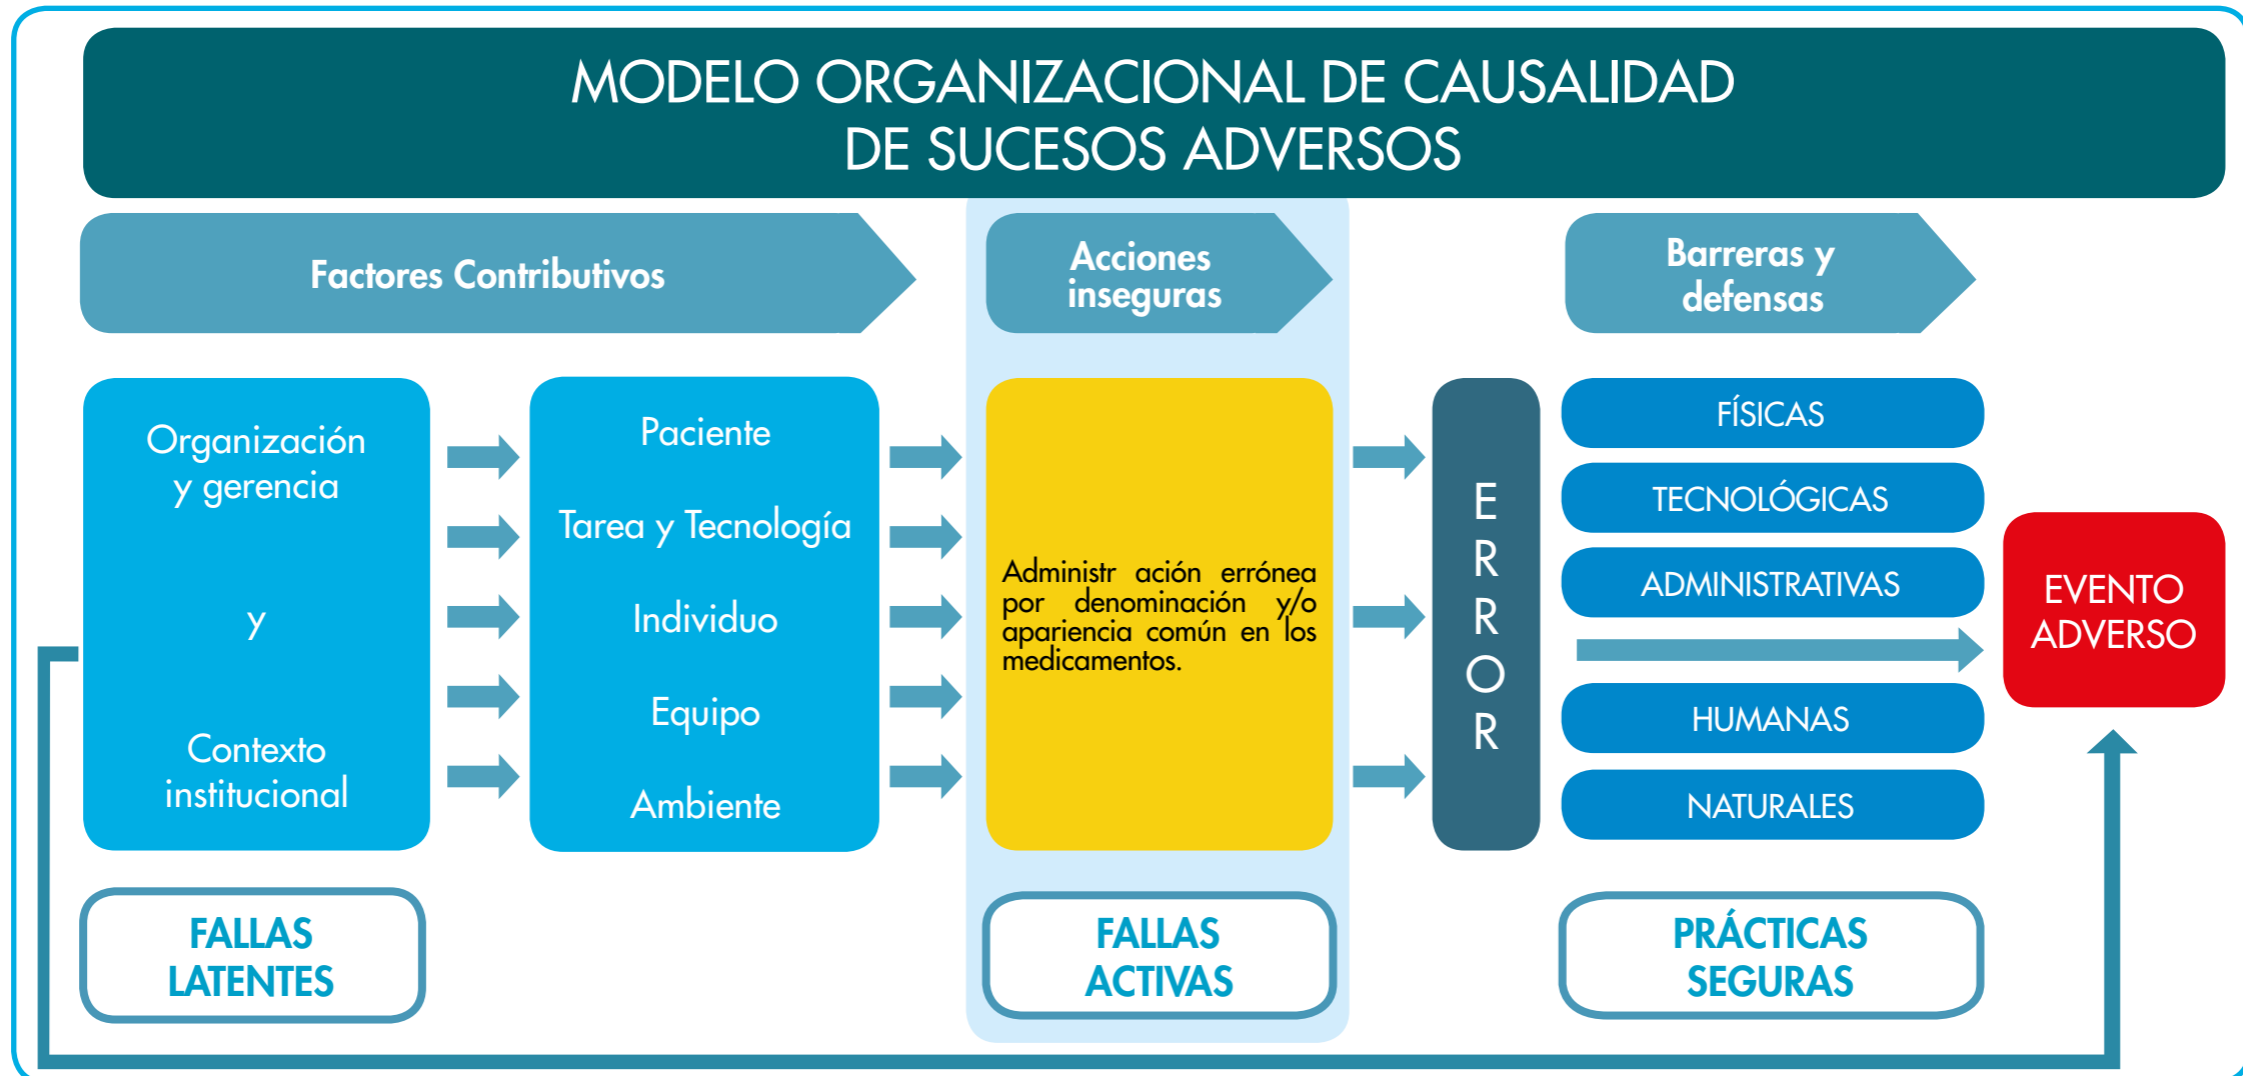 MODELO ORGANIZACIONAL DE CAUSALIDAD
DE SUCESOS ADVERSOS
Factores Contributivos
Acciones
inseguras
Barreras y
defensas
Organización
y gerencia
y
Contexto
institucional
Paciente
Tarea y Tecnología
Individuo
Equipo
Ambiente
Administr ación errónea
por denominación y/o
apariencia común en los
medicamentos.
E
R
R
O
R
FÍSICAS
TECNOLÓGICAS
ADMINISTRATIVAS
HUMANAS
NATURALES
EVENTO
ADVERSO
FALLAS
LATENTES
FALLAS
ACTIVAS
PRÁCTICAS
SEGURAS